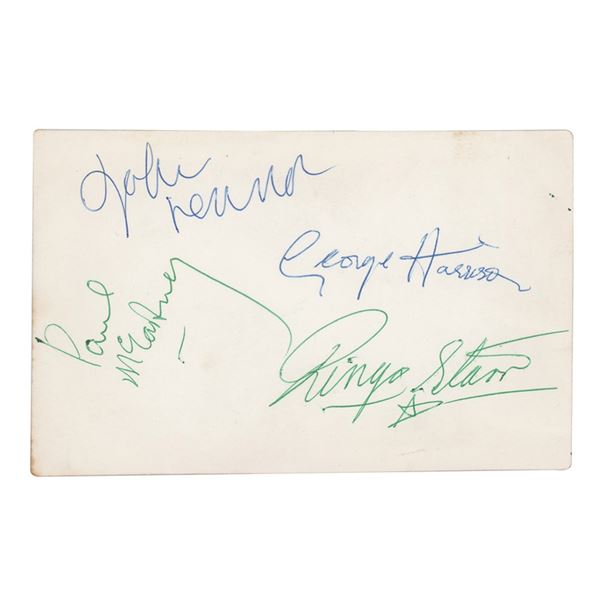 John
Lennon
George Harrison
Paul
McCartney
Ringo Starr